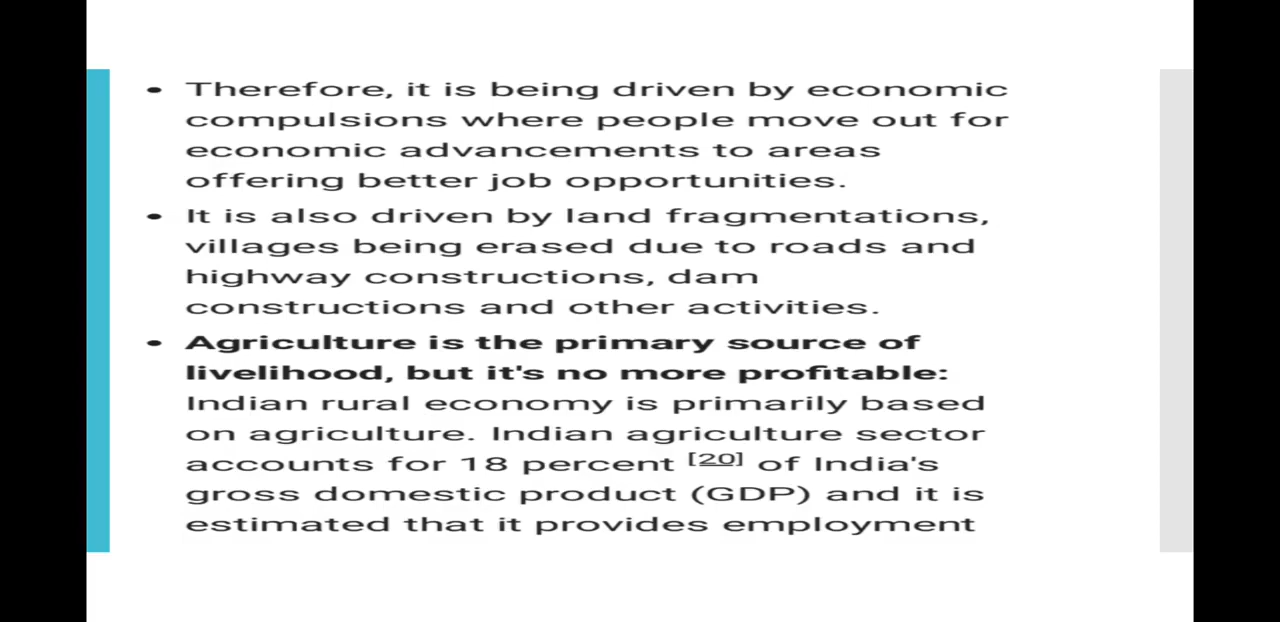 • Therefore, it is being driven by economic
compulsions where people move out for
economic advancements to areas
offering better job opportunities.
• It is also driven by land fragmentations,
villages being erased due to roads and
highway constructions, dam
constructions and other activities.
• Agriculture is the primary source of
livelihood, but it's no more profitable:
Indian rural economy is primarily based
on agriculture. Indian agriculture sector
accounts for 18 percent [20] of India's
gross domestic product (GDP) and it is
estimated that it provides employment